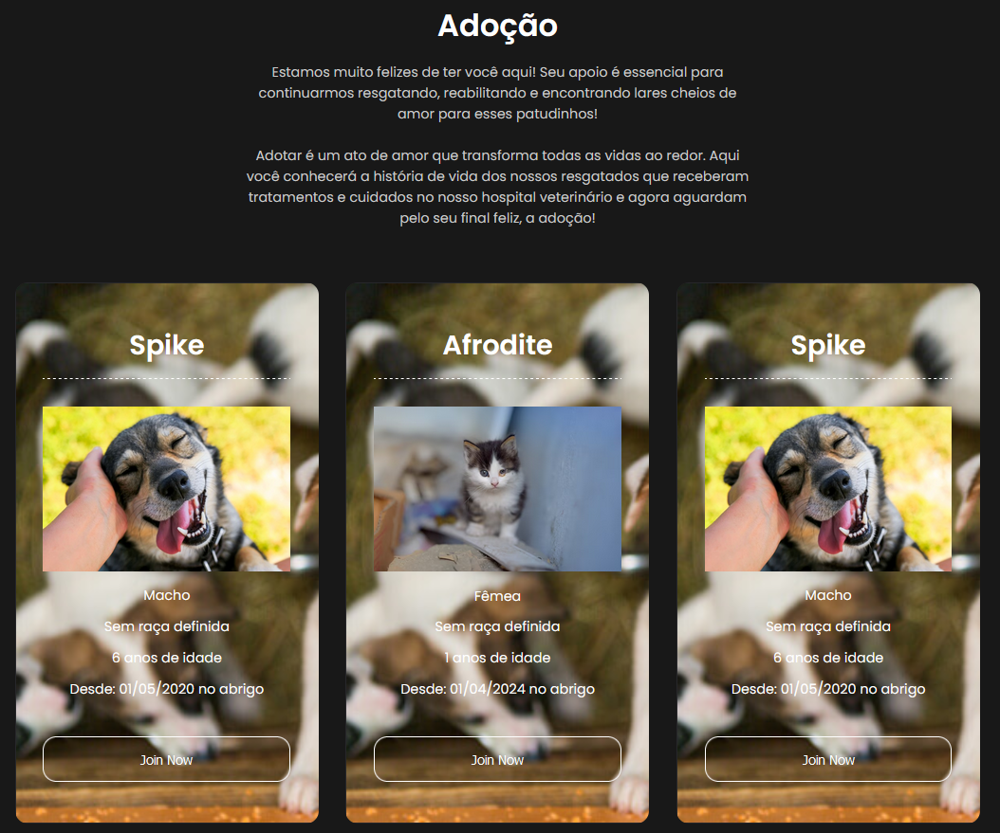 Adoção
Estamos muito felizes de ter você aqui! Seu apoio é essencial para
continuarmos resgatando, reabilitando e encontrando lares cheios de
amor para esses patudinhos!
Adotar é um ato de amor que transforma todas as vidas ao redor. Aqui
você conhecerá a história de vida dos nossos resgatados que receberam
tratamentos e cuidados no nosso hospital veterinário e agora aguardam
pelo seu final feliz, a adoção!
Spike
Macho
Sem raça definida
6 anos de idade
Desde: 01/05/2020 no abrigo
Join Now
Afrodite
Fêmea
Sem raça definida
1 anos de idade
Desde: 01/04/2024 no abrigo
Join Now
Spike
Macho
Sem raça definida
6 anos de idade
Desde: 01/05/2020 no abrigo
Join Now